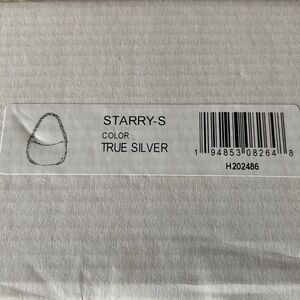 STARRY-S
COLOR :
TRUE SILVER
1 94853 08264 8
H202486